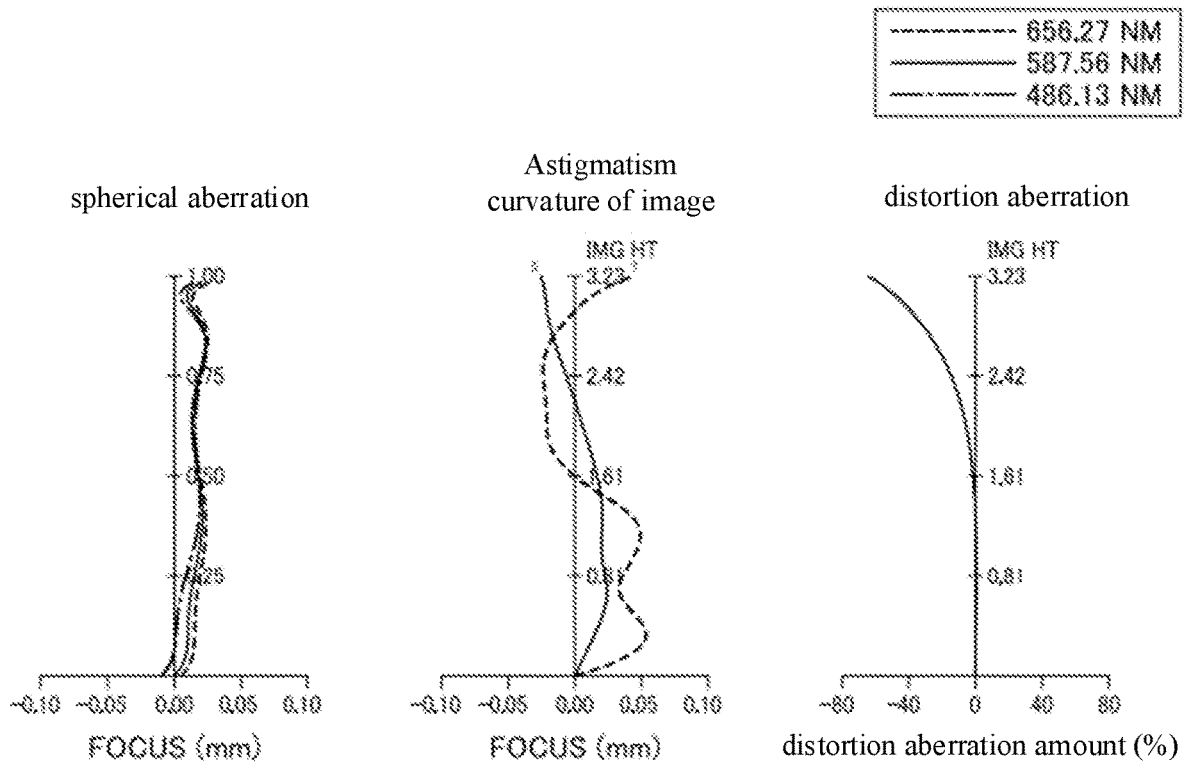 656.27 NM
587.56 NM
486.13 NM
spherical aberration
1.00
0.75
0.50
0.25
-0.10 -0.05 0.00 0.05 0.10
FOCUS (mm)
Astigmatism
curvature of image
IMG HT
S T
3.23
2.42
1.61
0.81
-0.10 -0.05 0.00 0.05 0.10
FOCUS (mm)
distortion aberration
IMG HT
3.23
2.42
1.61
0.81
-80 -40 0 40 80
distortion aberration amount (%)